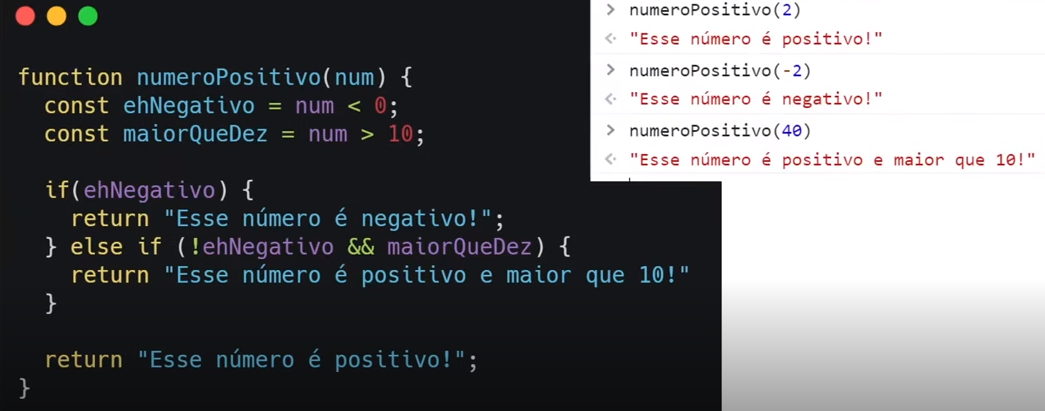 function numeroPositivo(num) {
const ehNegativo = num < 0;
const maiorQueDez = num > 10;
if(ehNegativo) {
return "Esse número é negativo!";
} else if (!ehNegativo && maiorQueDez) {
return "Esse número é positivo e maior que 10!"
}
return "Esse número é positivo!";
}
> numeroPositivo(2)
"Esse número é positivo!"
> numeroPositivo(-2)
"Esse número é negativo!"
> numeroPositivo(40)
"Esse número é positivo e maior que 10!"